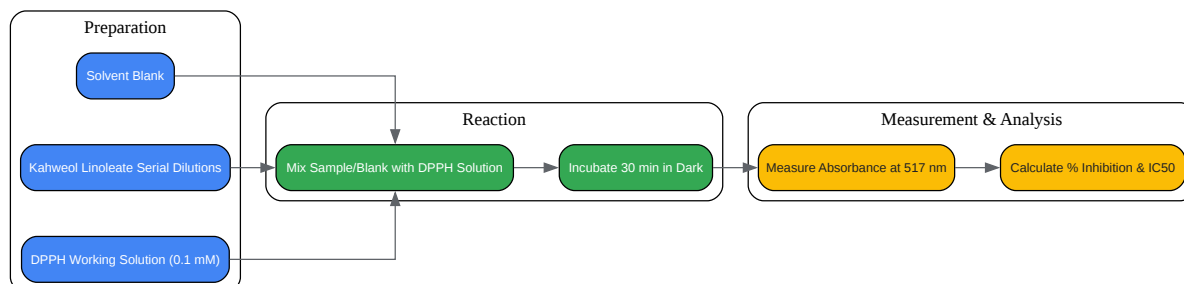 Preparation
Solvent Blank
Kahweol Linoleate Serial Dilutions
DPPH Working Solution (0.1 mM)
Reaction
Mix Sample/Blank with DPPH Solution
Incubate 30 min in Dark
Measurement & Analysis
Measure Absorbance at 517 nm
Calculate % Inhibition & IC50